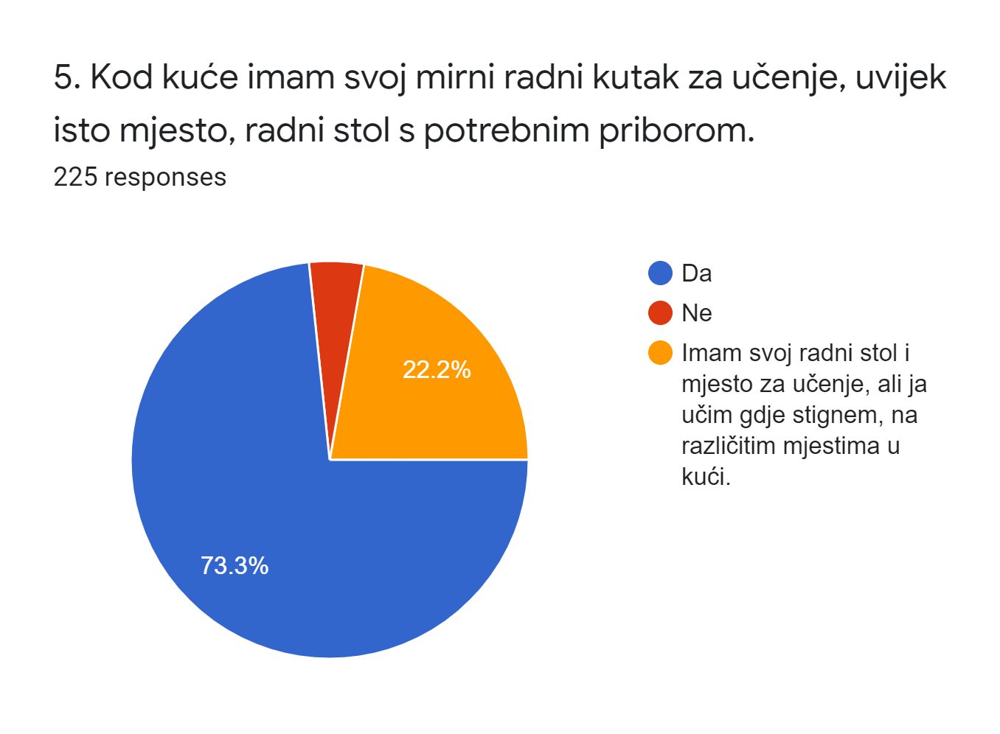 5. Kod kuće imam svoj mirni radni kutak za učenje, uvijek
isto mjesto, radni stol s potrebnim priborom.
225 responses
Da
Ne
Imam svoj radni stol i
mjesto za učenje, ali ja
učim gdje stignem, na
različitim mjestima u
kući.
22.2%
73.3%